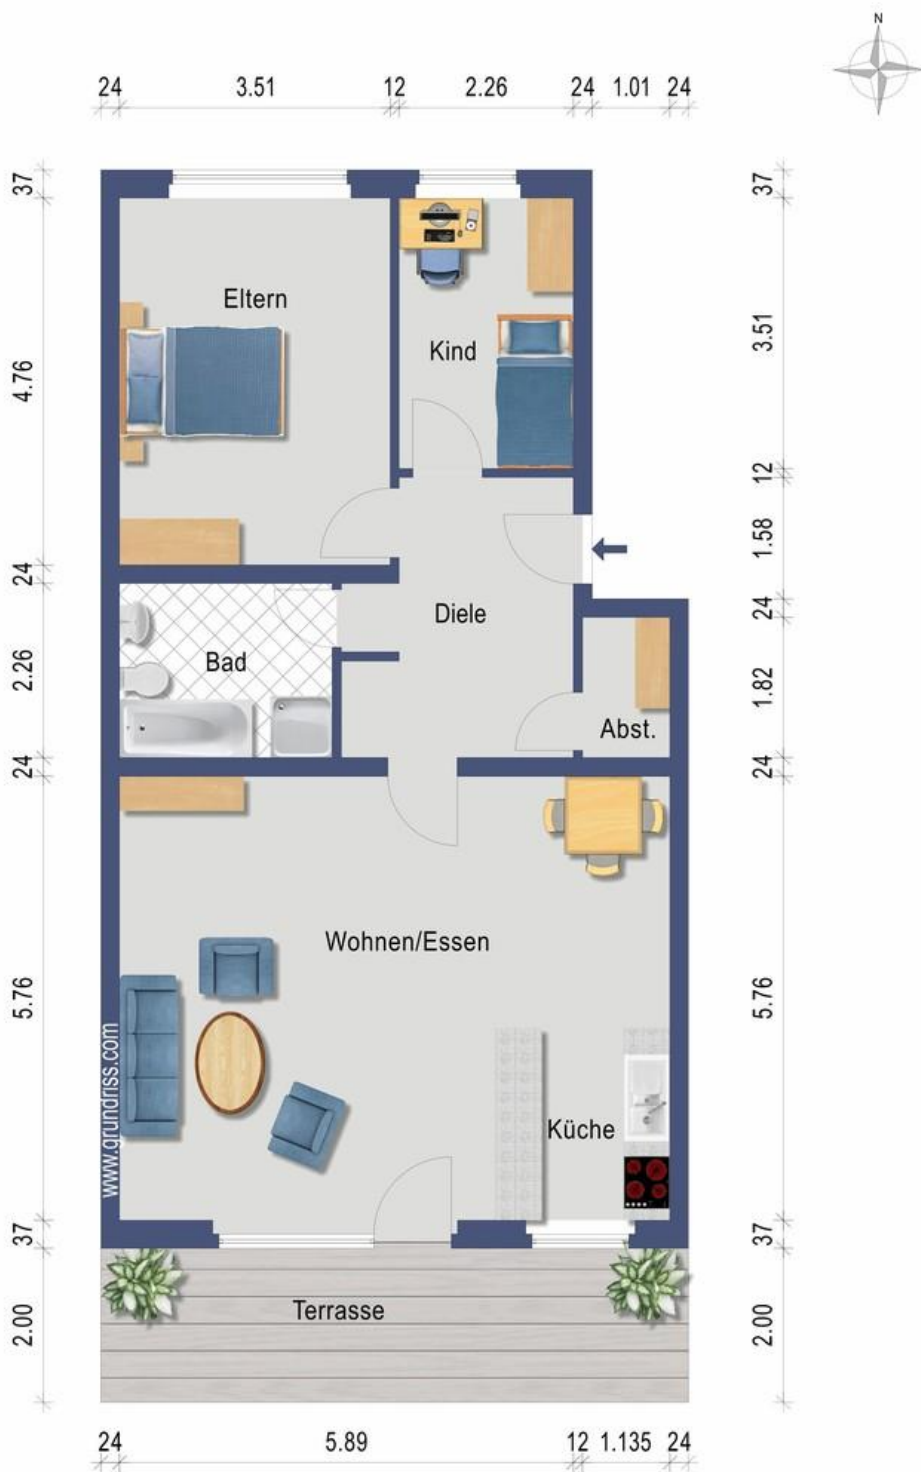 N
24 3.51 12 2.26 24 1.01 24
37
4.76
24
2.26
24
5.76
37
2.00
Eltern
Kind
Diele
Bad
Abst.
Wohnen/Essen
Küche
www.grundriss.com
Terrasse
37
3.51
12
1.58
24
1.82
24
5.76
37
2.00
24 5.89 12 1.135 24